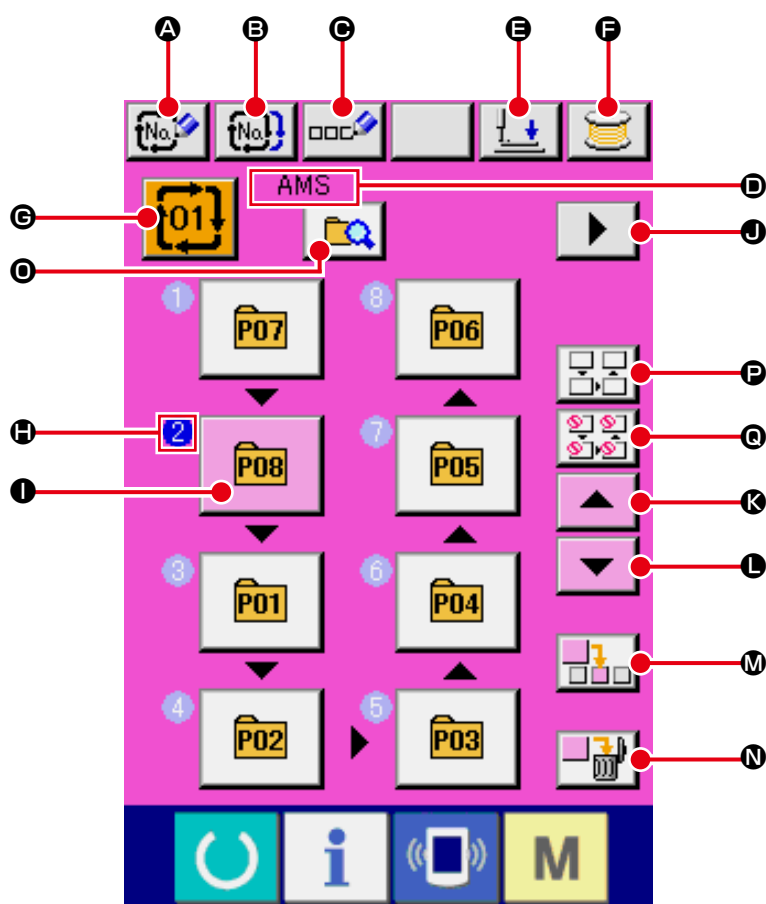 A B C E F
No. No.
AMS D
G 01 J
O
1 P07 8 P06
P
H 2 P08 7 P05 Q
I K
3 P01 6 P04 L
M
4 P02 5 P03 N
i M